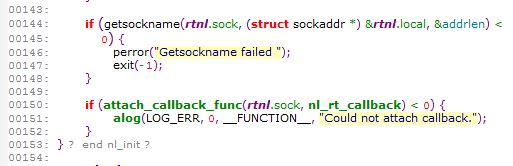 00143:
00144: if (getsockname(rtnl.sock, (struct sockaddr *) &rtnl.local, &addrlen) <
00145: 0) {
00146: perror("Getsockname failed ");
00147: exit(-1);
00148: }
00149:
00150: if (attach_callback_func(rtnl.sock, nl_rt_callback) < 0) {
00151: alog(LOG_ERR, 0, __FUNCTION__, "Could not attach callback.");
00152: }
00153: } ? end nl_init ?
00154: